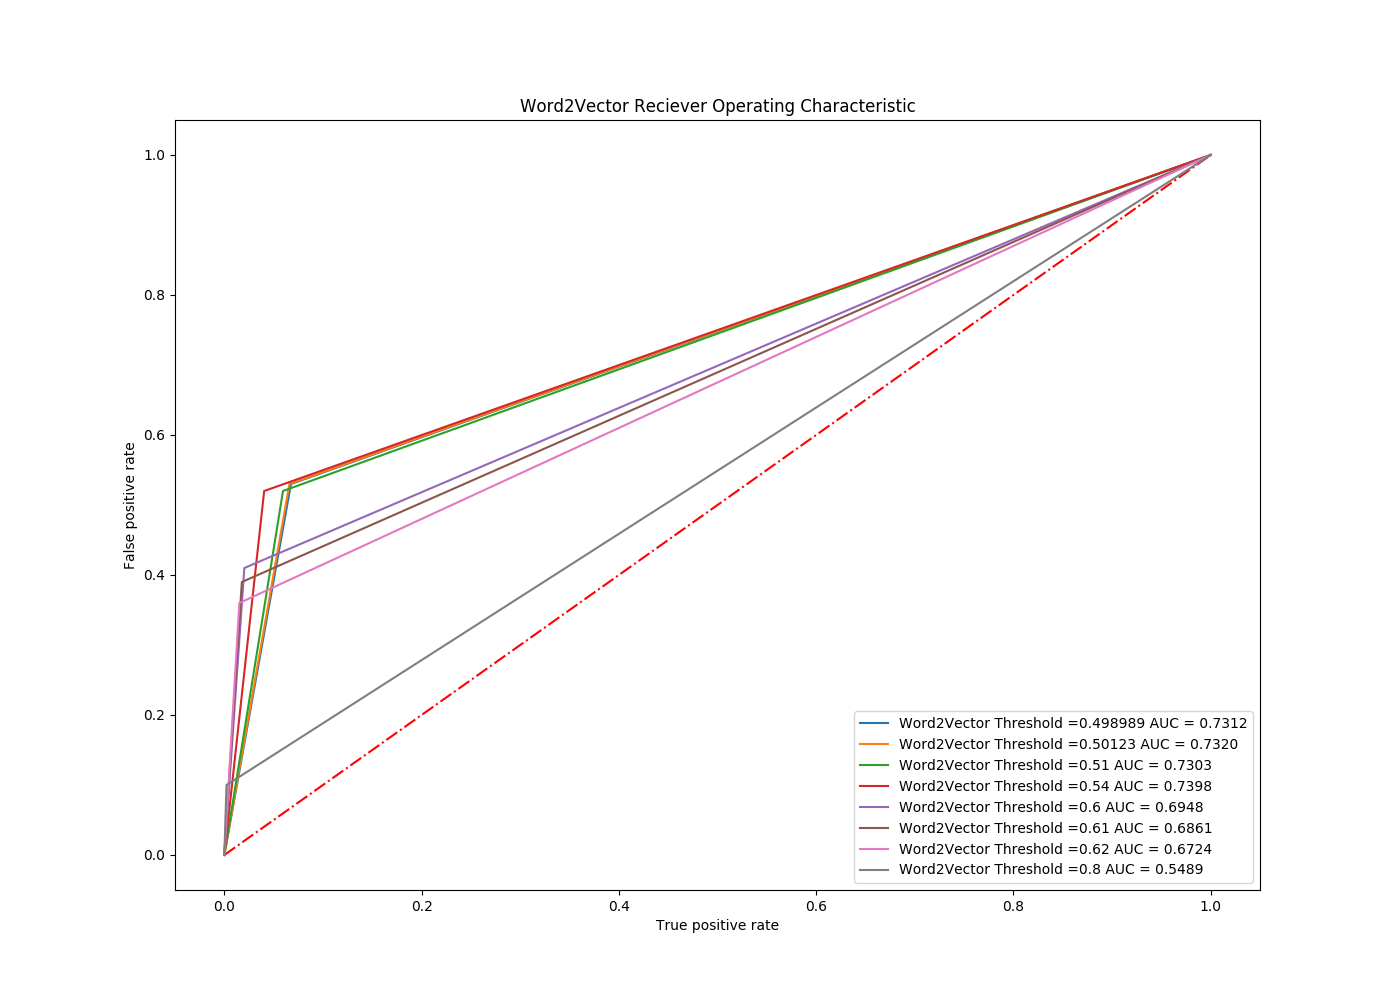 Word2Vector Reciever Operating Characteristic
1.0
0.8
0.6
0.4
0.2
0.0
False positive rate
Word2Vector Threshold =0.498989 AUC = 0.7312
Word2Vector Threshold =0.50123 AUC = 0.7320
Word2Vector Threshold =0.51 AUC = 0.7303
Word2Vector Threshold =0.54 AUC = 0.7398
Word2Vector Threshold =0.6 AUC = 0.6948
Word2Vector Threshold =0.61 AUC = 0.6861
Word2Vector Threshold =0.62 AUC = 0.6724
Word2Vector Threshold =0.8 AUC = 0.5489
0.0 0.2 0.4 0.6 0.8 1.0
True positive rate